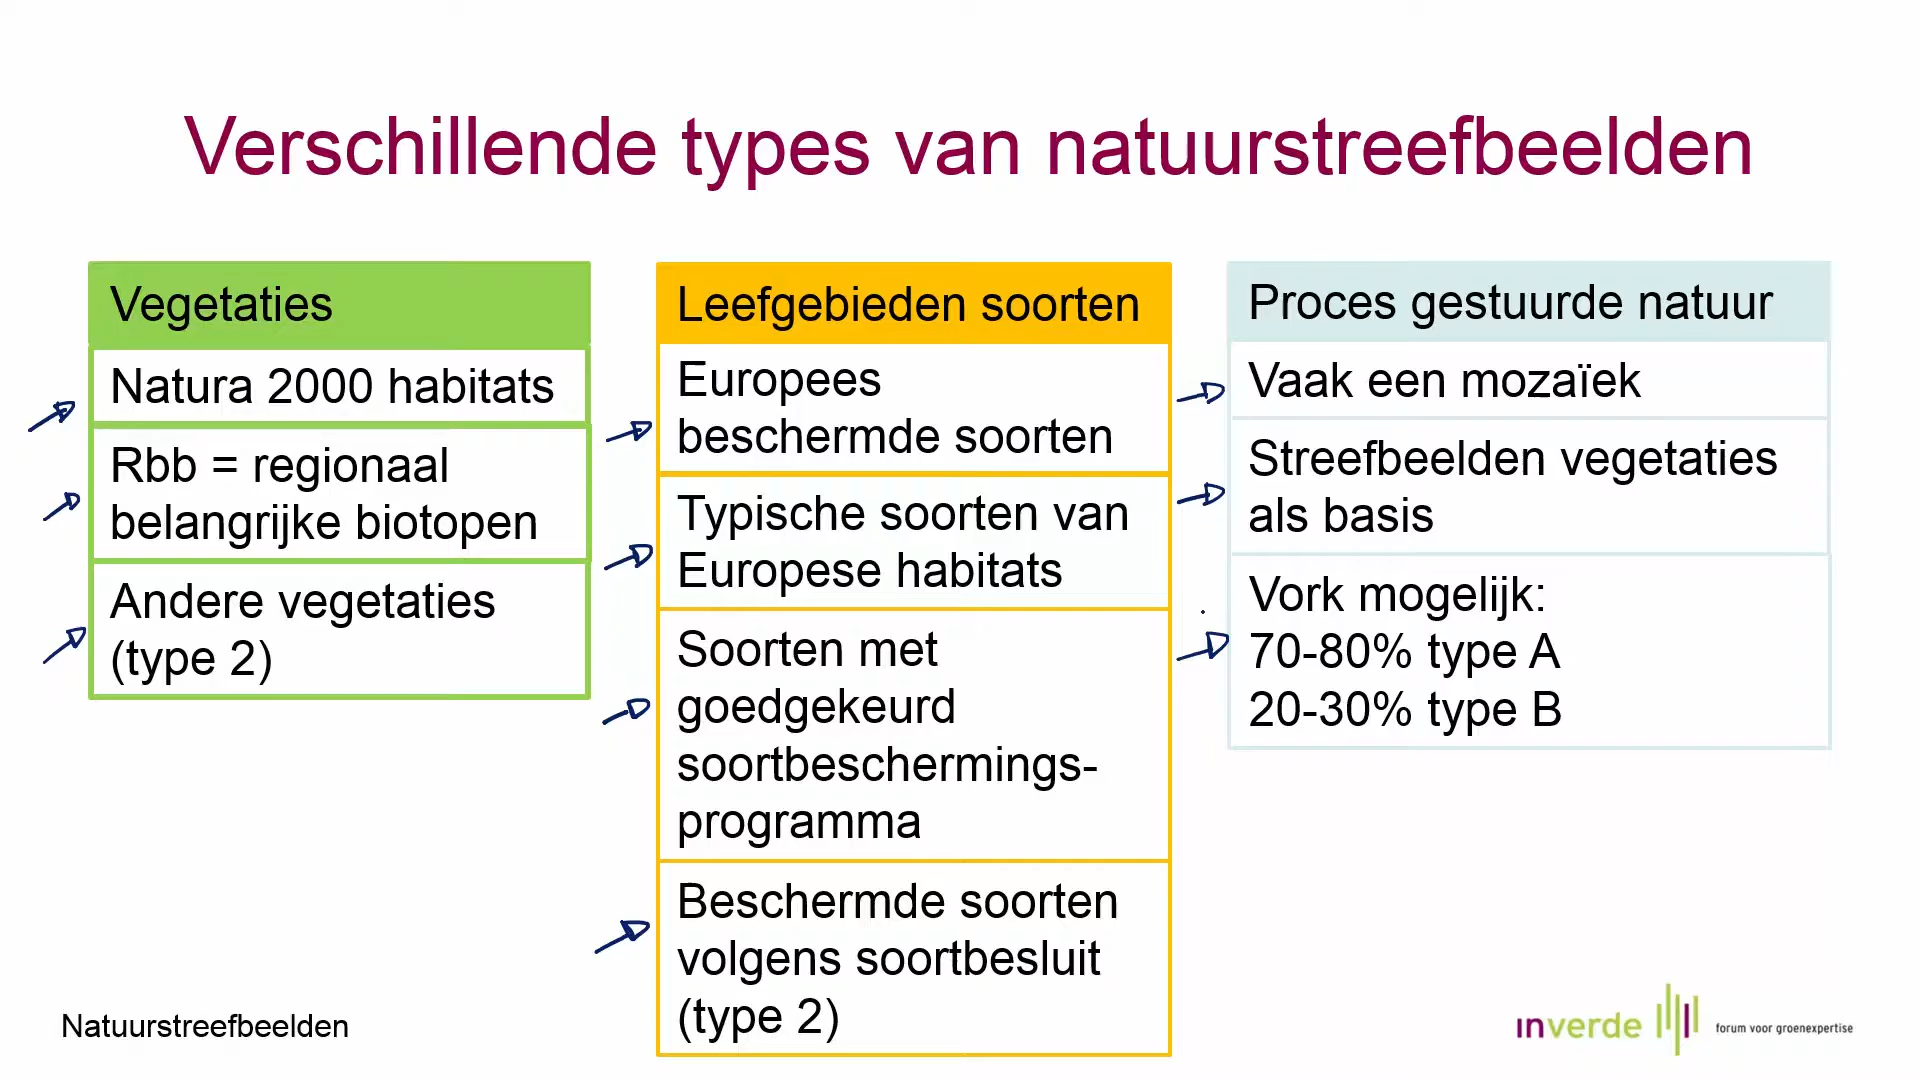 Verschillende types van natuurstreefbeelden
Vegetaties
Natura 2000 habitats
Rbb = regionaal
belangrijke biotopen
Andere vegetaties
(type 2)
Leefgebieden soorten
Europees
beschermde soorten
Typische soorten van
Europese habitats
Soorten met
goedgekeurd
soortbeschermings-
programma
Beschermde soorten
volgens soortbesluit
(type 2)
Proces gestuurde natuur
Vaak een mozaïek
Streefbeelden vegetaties
als basis
Vork mogelijk:
70-80% type A
20-30% type B
Natuurstreefbeelden
inverde forum voor groenexpertise